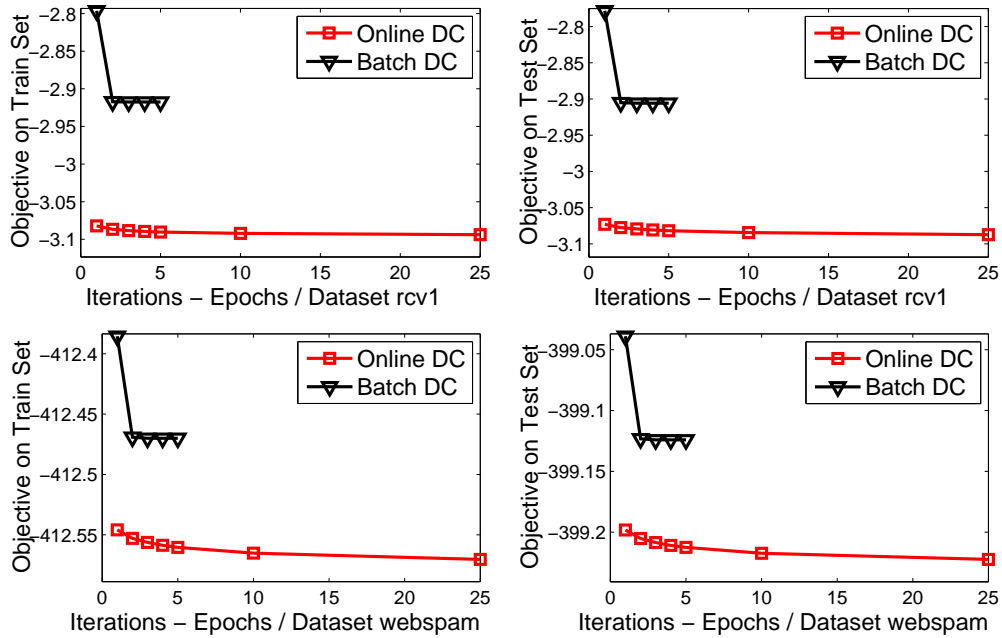 Objective on Train Set
−2.8
−2.85
−2.9
−2.95
−3
−3.05
−3.1
Online DC
Batch DC
0 5 10 15 20 25
Iterations − Epochs / Dataset rcv1
Objective on Test Set
−2.8
−2.85
−2.9
−2.95
−3
−3.05
−3.1
Online DC
Batch DC
0 5 10 15 20 25
Iterations − Epochs / Dataset rcv1
Objective on Train Set
−412.4
−412.45
−412.5
−412.55
Online DC
Batch DC
0 5 10 15 20 25
Iterations − Epochs / Dataset webspam
Objective on Test Set
−399.05
−399.1
−399.15
−399.2
Online DC
Batch DC
0 5 10 15 20 25
Iterations − Epochs / Dataset webspam